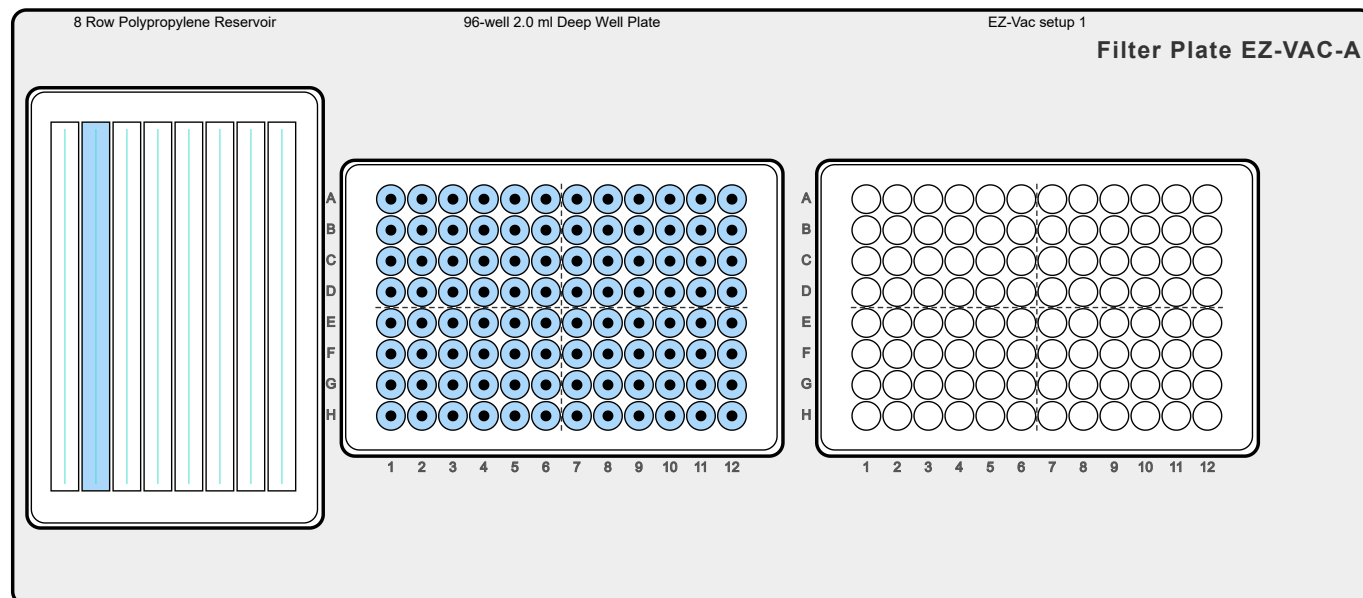 8 Row Polypropylene Reservoir
96-well 2.0 ml Deep Well Plate
EZ-Vac setup 1
Filter Plate EZ-VAC-A
A
B
C
D
E
F
G
H
1 2 3 4 5 6 7 8 9 10 11 12
A
B
C
D
E
F
G
H
1 2 3 4 5 6 7 8 9 10 11 12